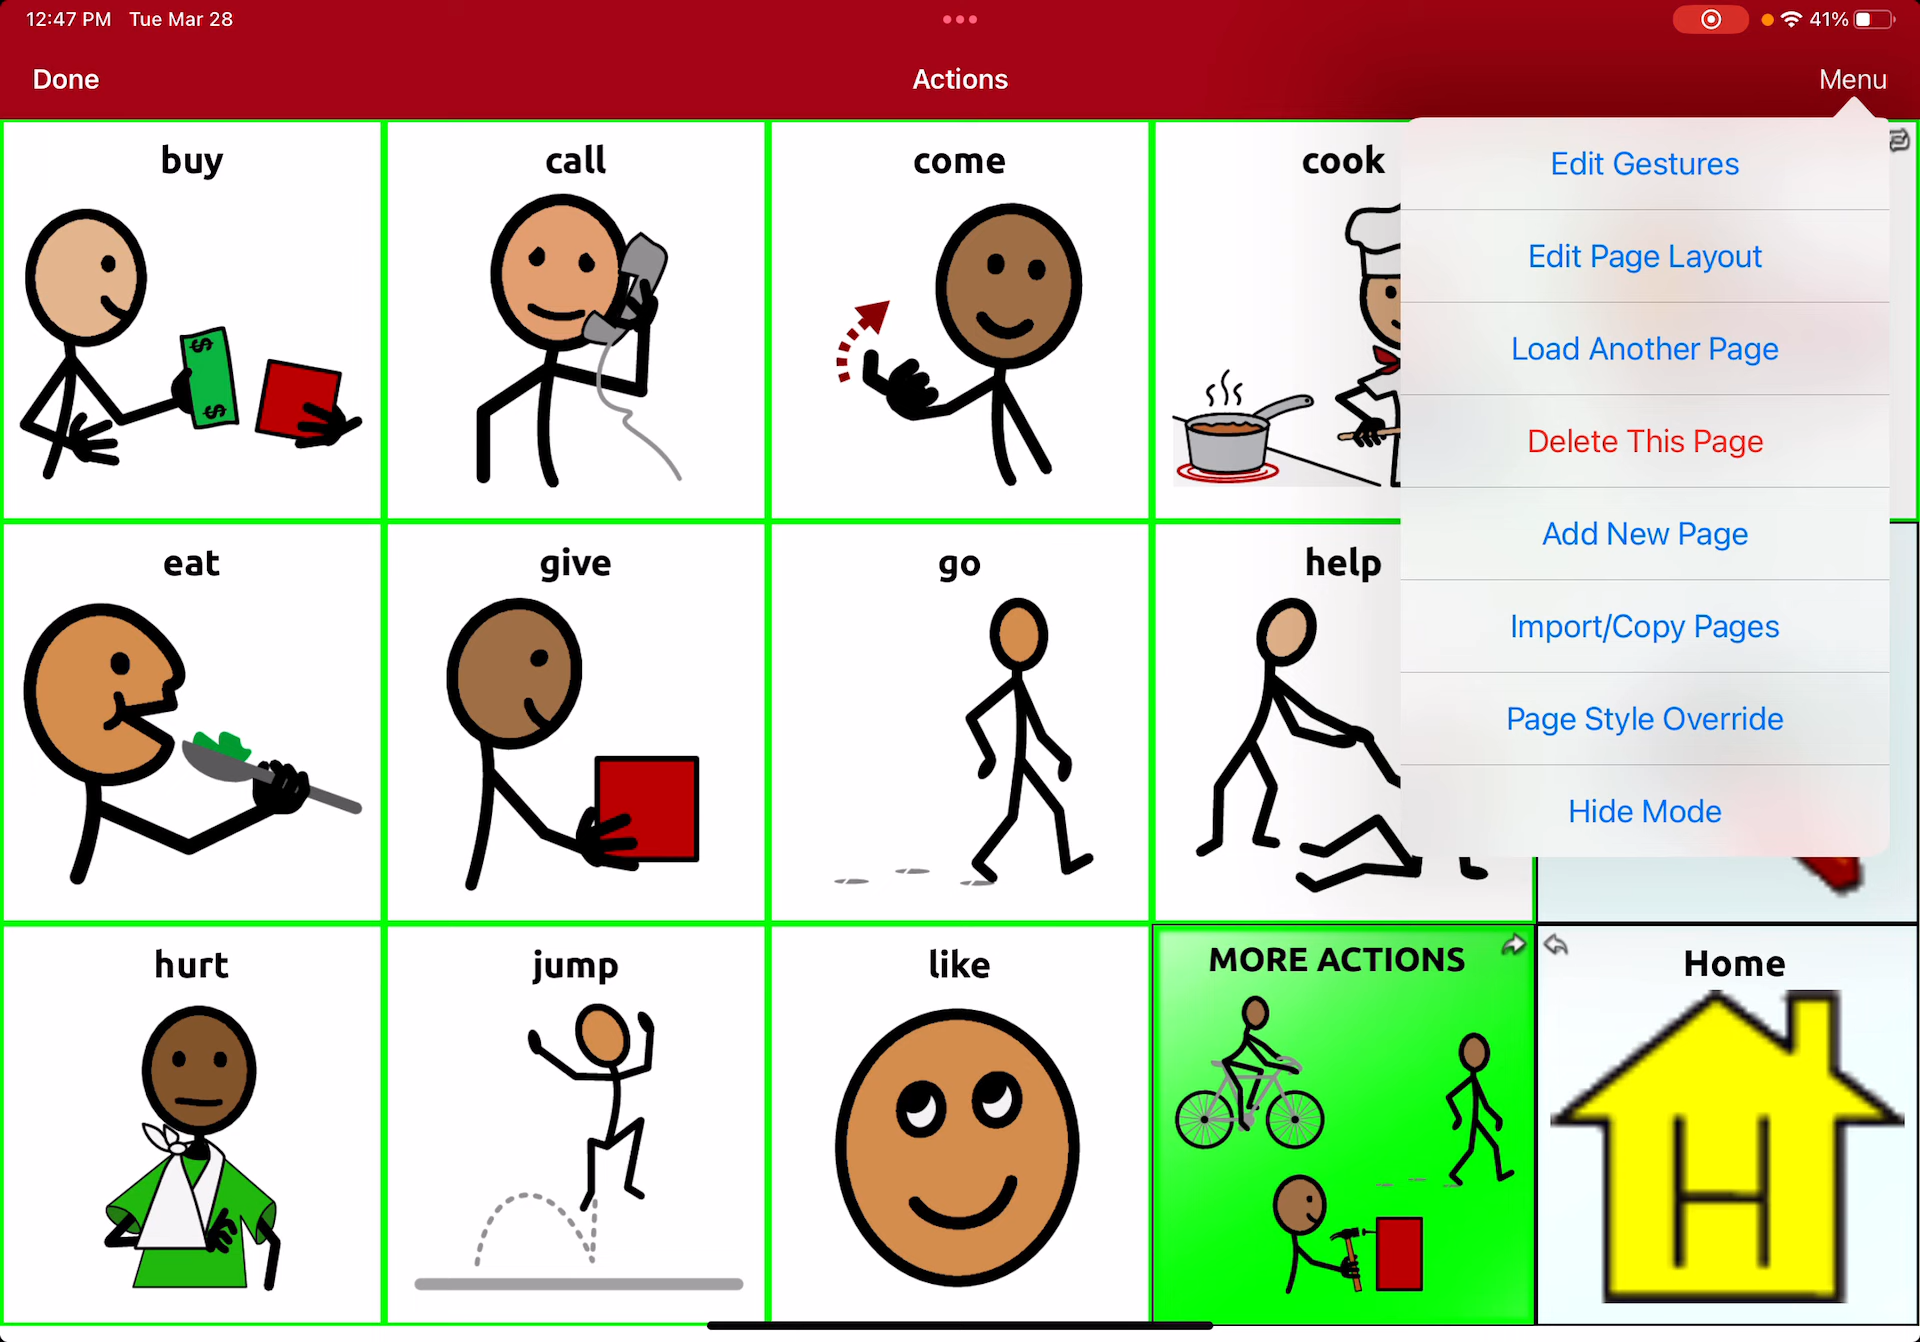 12:47 PM Tue Mar 28
41%
Done
Actions
Menu
buy
call
come
cook
Edit Gestures
Edit Page Layout
Load Another Page
Delete This Page
Add New Page
Import/Copy Pages
Page Style Override
Hide Mode
$
$
eat
give
go
help
hurt
jump
like
MORE ACTIONS
Home
H